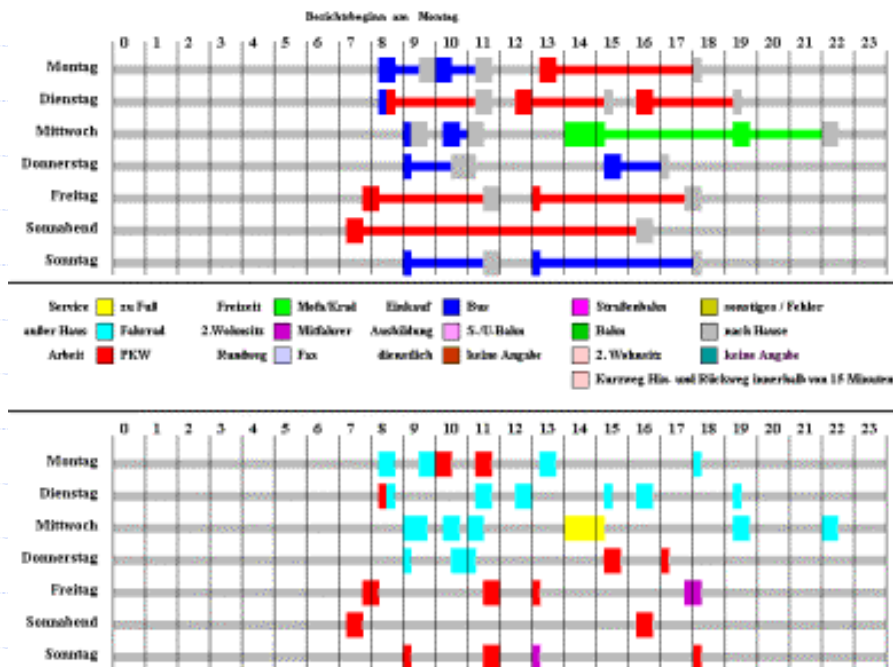 Berichtsbeginn am Montag
0 1 2 3 4 5 6 7 8 9 10 11 12 13 14 15 16 17 18 19 20 21 22 23
Montag
Dienstag
Mittwoch
Donnerstag
Freitag
Sonnabend
Sonntag
Service zu Fuß Freizeit Mofa/Krad Einkauf Bus Straßenbahn sonstiges / Fehler
außer Haus Fahrrad 2.Wohnsitz Mitfahrer Ausbildung S-/U-Bahn Bahn nach Hause
Arbeit PKW Rundweg Fax dienstlich keine Angabe 2. Wohnsitz keine Angabe
Kurzweg Hin- und Rückweg innerhalb von 15 Minuten
0 1 2 3 4 5 6 7 8 9 10 11 12 13 14 15 16 17 18 19 20 21 22 23
Montag
Dienstag
Mittwoch
Donnerstag
Freitag
Sonnabend
Sonntag